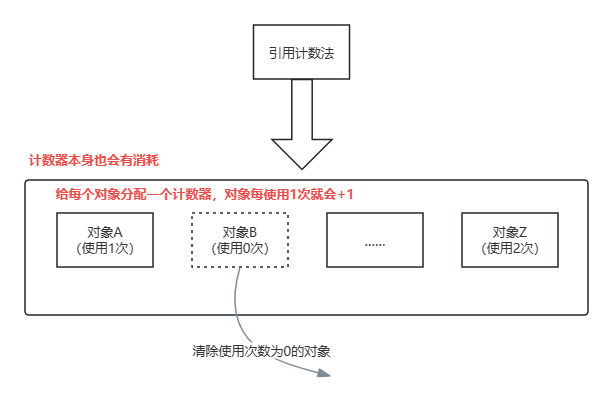 引用计数法
计数器本身也会有消耗
给每个对象分配一个计数器，对象每使用1次就会+1
对象A
（使用1次）
对象B
（使用0次）
......
对象Z
（使用2次）
清除使用次数为0的对象